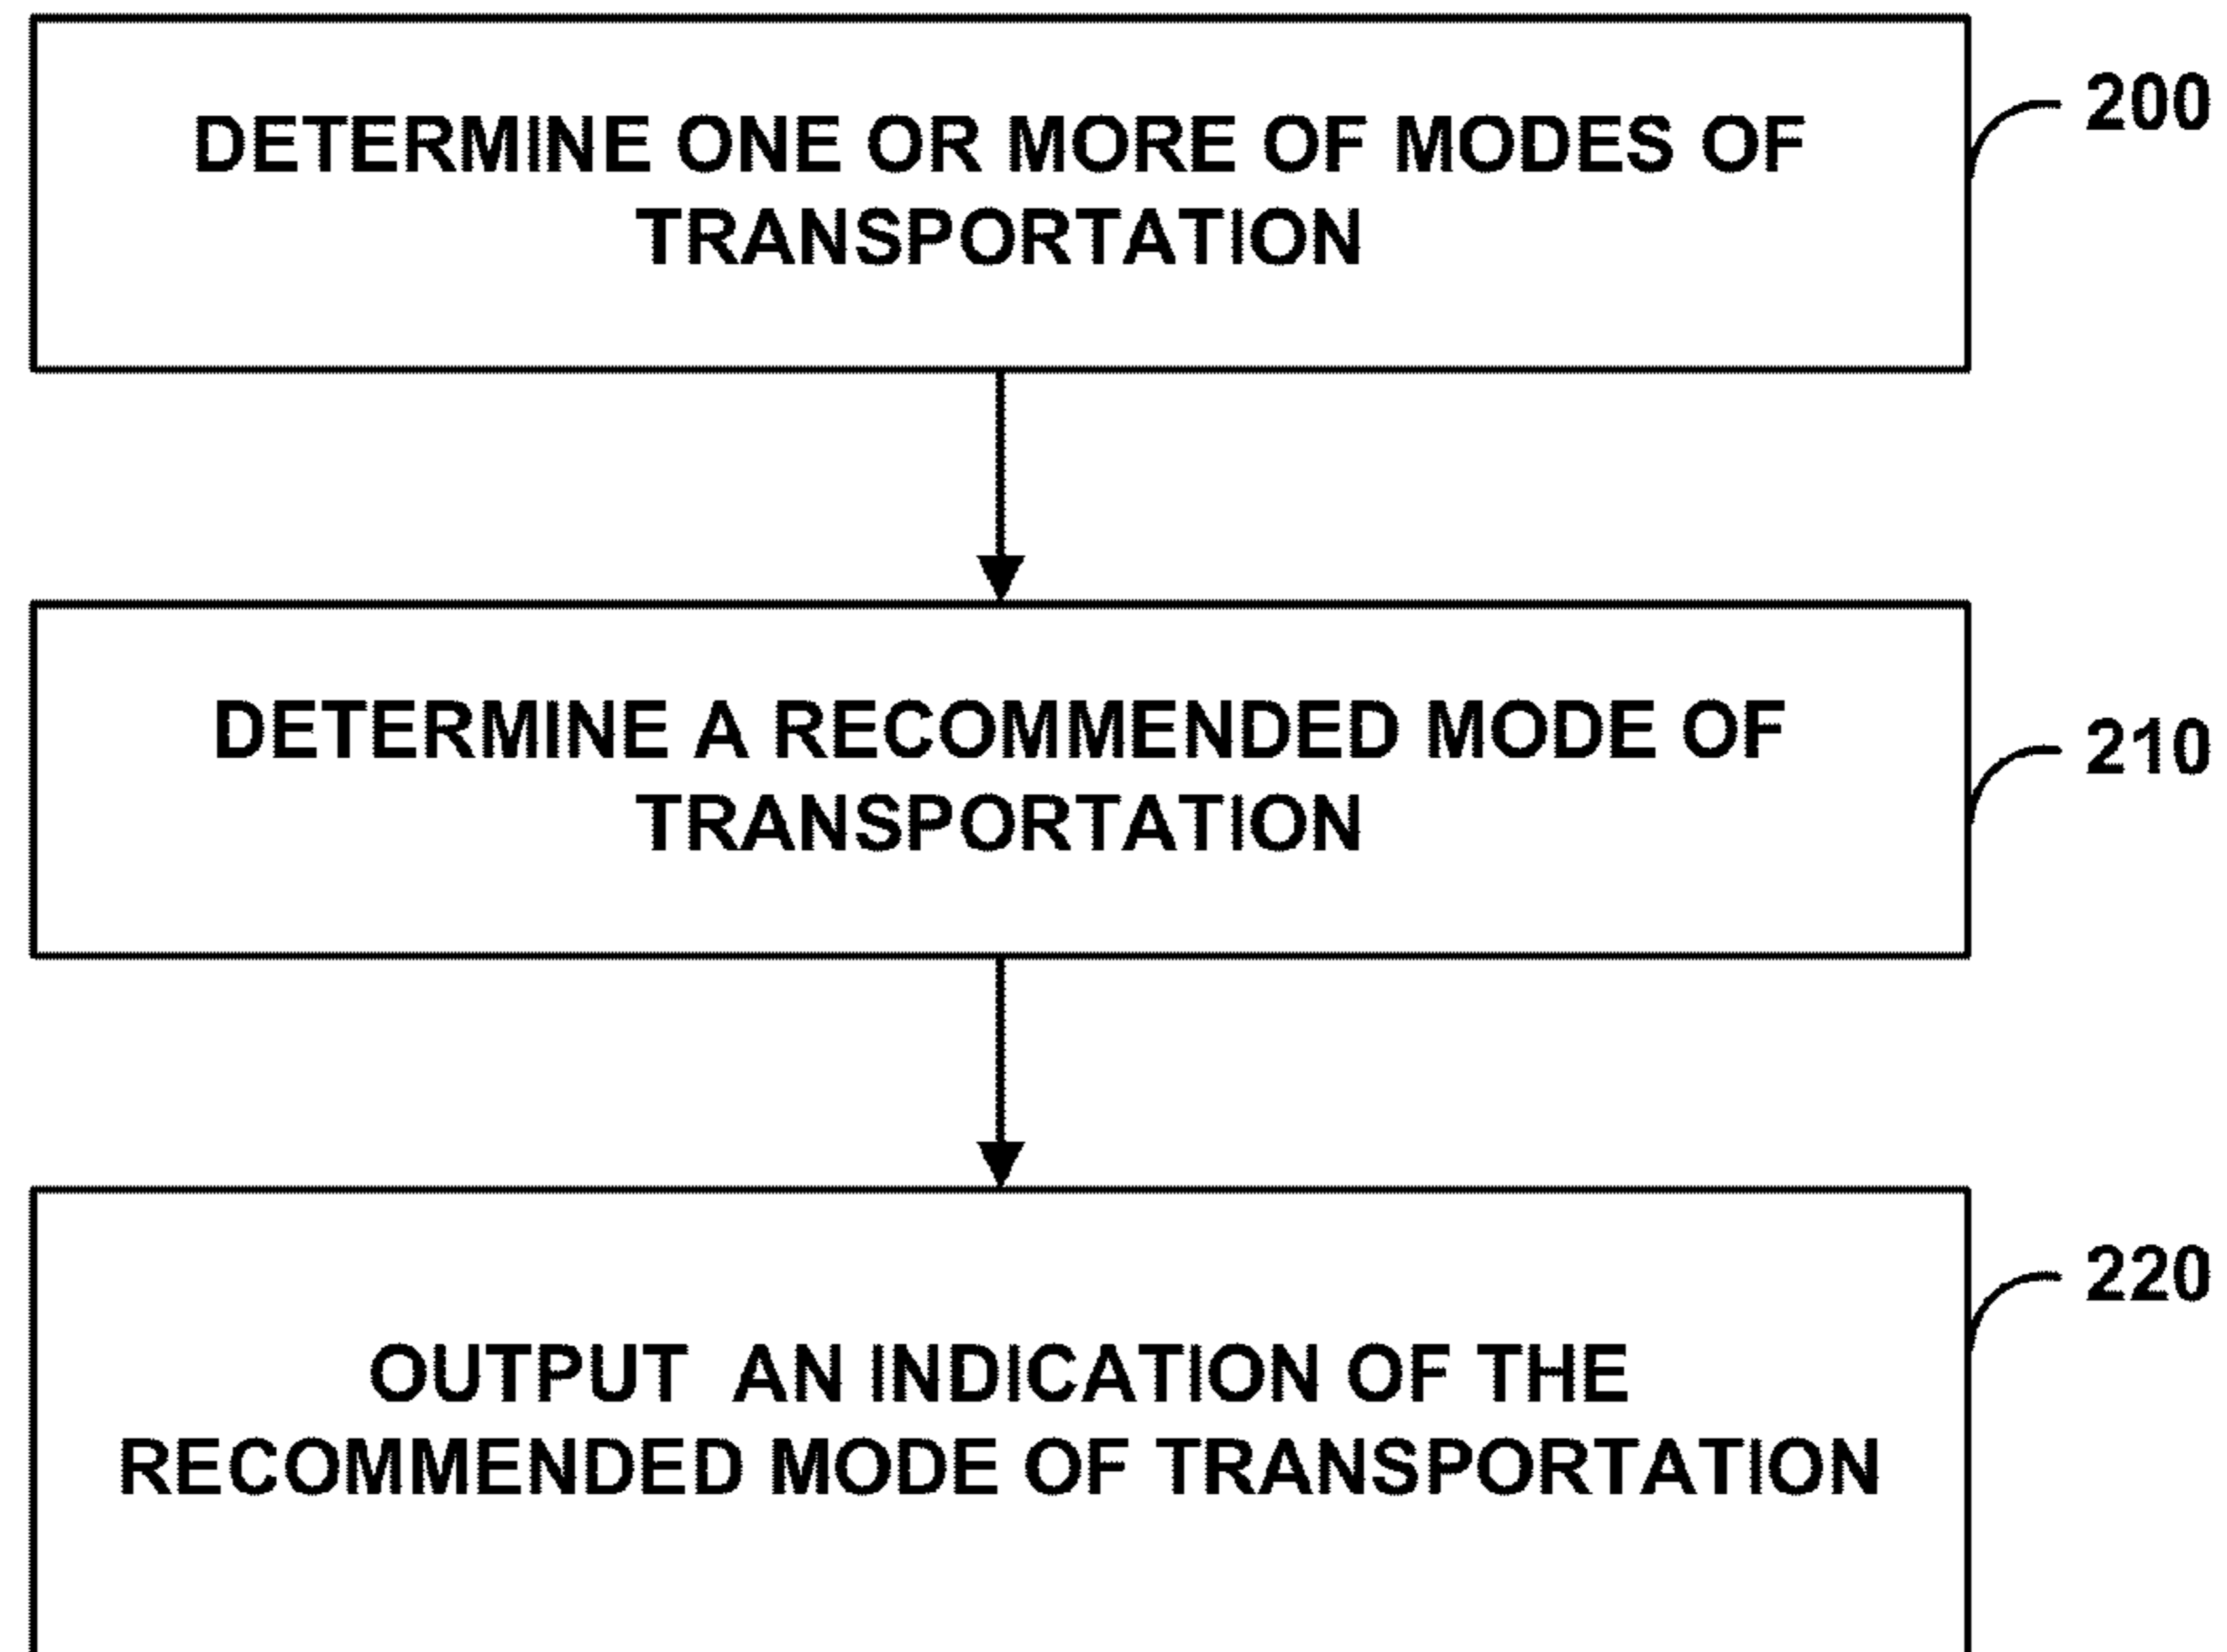 DETERMINE ONE OR MORE OF MODES OF
TRANSPORTATION
200
DETERMINE A RECOMMENDED MODE OF
TRANSPORTATION
210
OUTPUT AN INDICATION OF THE
RECOMMENDED MODE OF TRANSPORTATION
220